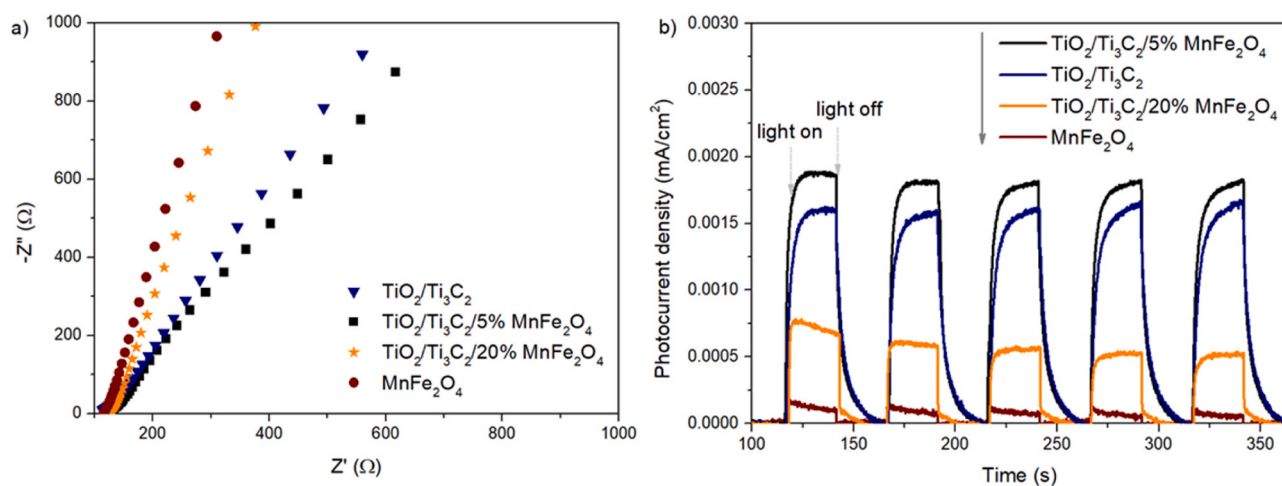 a)
1000
800
600
400
200
0
-Z" (Ω)
200
400
600
800
1000
Z' (Ω)
TiO₂/Ti₃C₂
TiO₂/Ti₃C₂/5% MnFe₂O₄
TiO₂/Ti₃C₂/20% MnFe₂O₄
MnFe₂O₄
b)
0.0030
0.0025
0.0020
0.0015
0.0010
0.0005
0.0000
Photocurrent density (mA/cm²)
TiO₂/Ti₃C₂/5% MnFe₂O₄
TiO₂/Ti₃C₂
TiO₂/Ti₃C₂/20% MnFe₂O₄
MnFe₂O₄
light off
light on
100
150
200
250
300
350
Time (s)